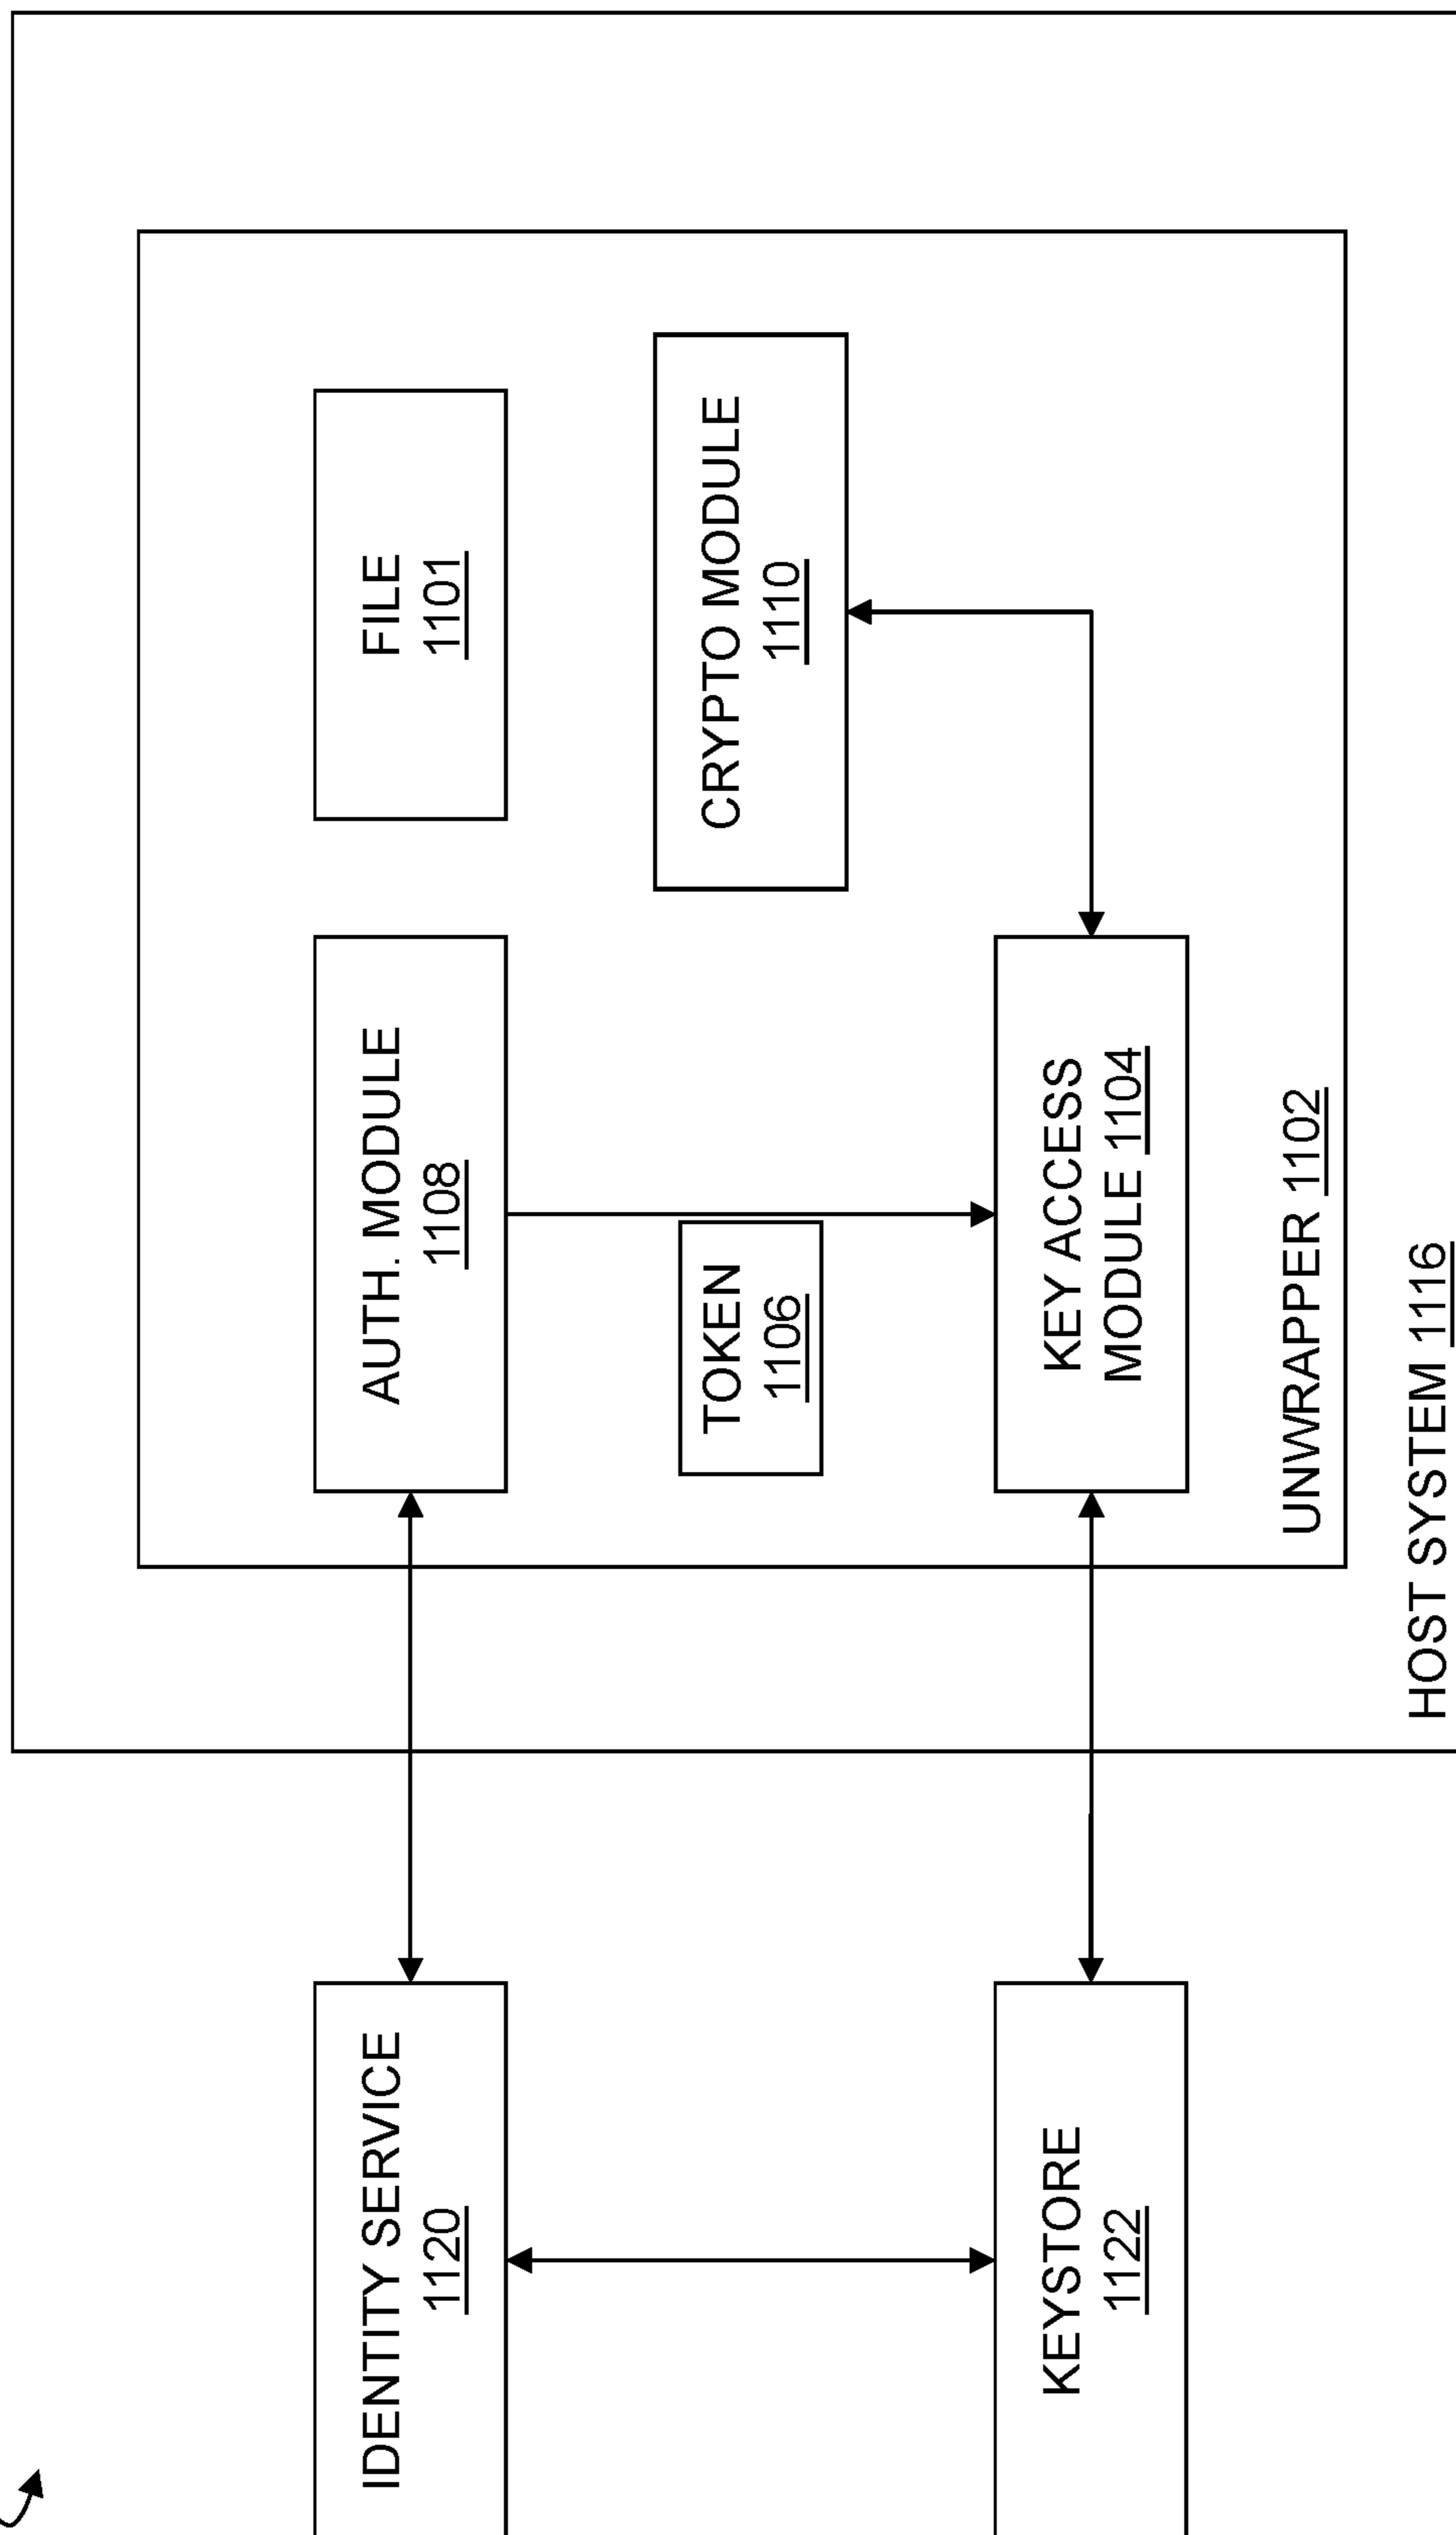 IDENTITY SERVICE
1120
AUTH. MODULE
1108
FILE
1101
TOKEN
1106
CRYPTO MODULE
1110
KEYSTORE
1122
KEY ACCESS
MODULE 1104
UNWRAPPER 1102
HOST SYSTEM 1116